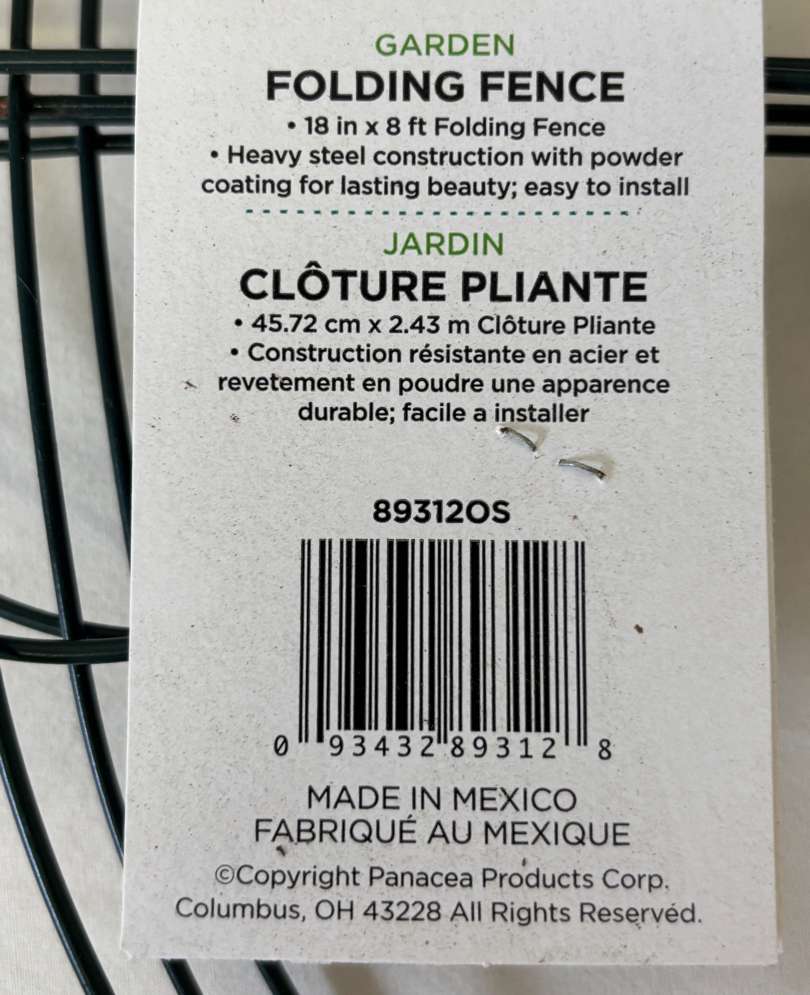 GARDEN
FOLDING FENCE
• 18 in x 8 ft Folding Fence
• Heavy steel construction with powder
coating for lasting beauty; easy to install
JARDIN
CLÔTURE PLIANTE
• 45.72 cm x 2.43 m Clôture Pliante
• Construction résistante en acier et
revetement en poudre une apparence
durable; facile a installer
89312OS
0 93432 89312 8
MADE IN MEXICO
FABRIQUÉ AU MEXIQUE
©Copyright Panacea Products Corp.
Columbus, OH 43228 All Rights Reserved.